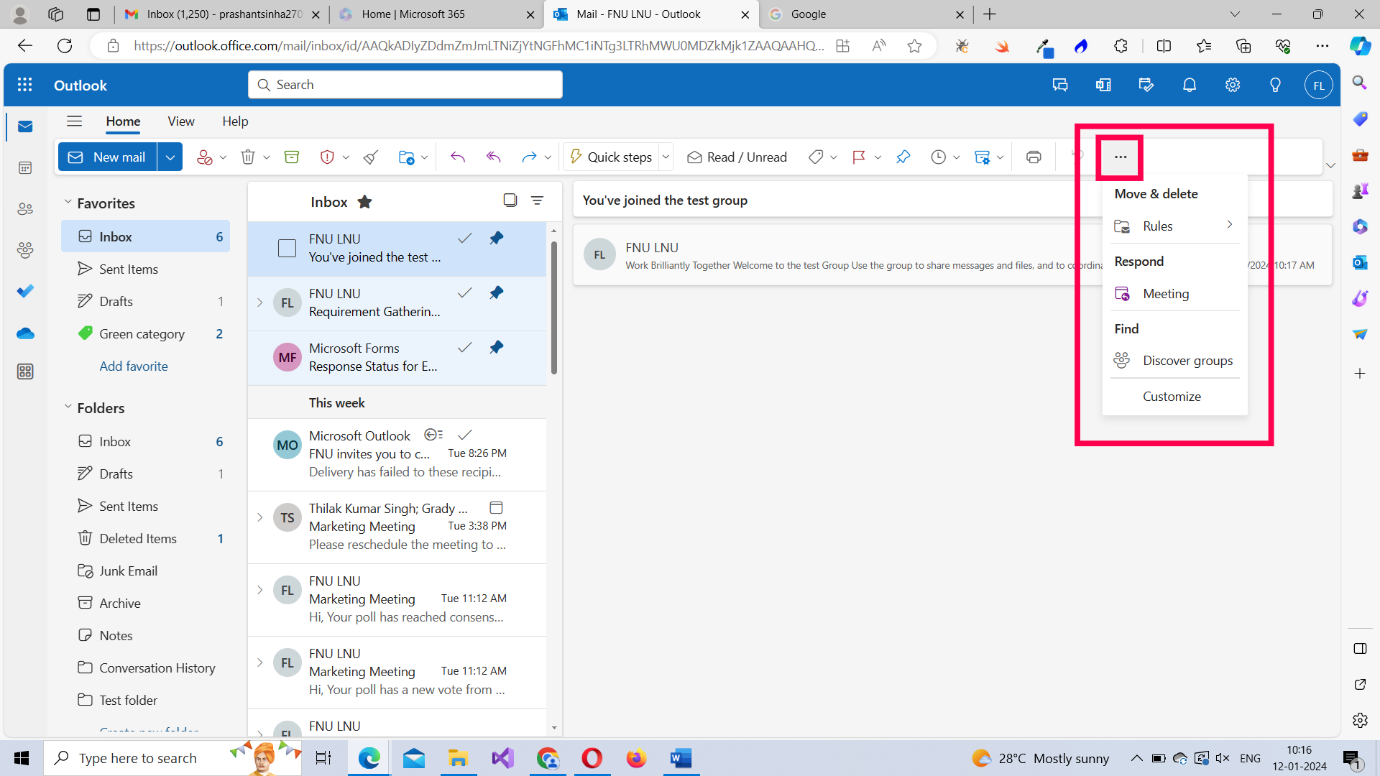 Inbox (1,250) - prashantsinha270
Home | Microsoft 365
Mail - FNU LNU - Outlook
Google
https://outlook.office.com/mail/inbox/id/AAQkADIyZDdmZmJmLTNiZjYtNGFhMC1iNTg3LTRhMWU0MDZkMjk1ZAAQAAHQ...
Outlook
Search
FL
Home View Help
New mail
Quick steps
Read / Unread
Favorites
Inbox 6
Sent Items
Drafts 1
Green category 2
Add favorite
Folders
Inbox 6
Drafts 1
Sent Items
Deleted Items 1
Junk Email
Archive
Notes
Conversation History
Test folder
Create new folder
Inbox
FNU LNU
You've joined the test ...
FL
FNU LNU
Requirement Gatherin...
MF
Microsoft Forms
Response Status for E...
This week
MO
Microsoft Outlook
FNU invites you to c... Tue 8:26 PM
Delivery has failed to these recipi...
TS
Thilak Kumar Singh; Grady ...
Marketing Meeting Tue 3:38 PM
Please reschedule the meeting to ...
FL
FNU LNU
Marketing Meeting Tue 11:12 AM
Hi, Your poll has reached consens...
FL
FNU LNU
Marketing Meeting Tue 11:12 AM
Hi, Your poll has a new vote from ...
FL
FNU LNU
You've joined the test group
FL
FNU LNU
Work Brilliantly Together Welcome to the test Group Use the group to share messages and files, and to coordina
/2024 10:17 AM
Move & delete
Rules
Respond
Meeting
Find
Discover groups
Customize
Type here to search
28°C Mostly sunny
ENG
10:16
12-01-2024
1